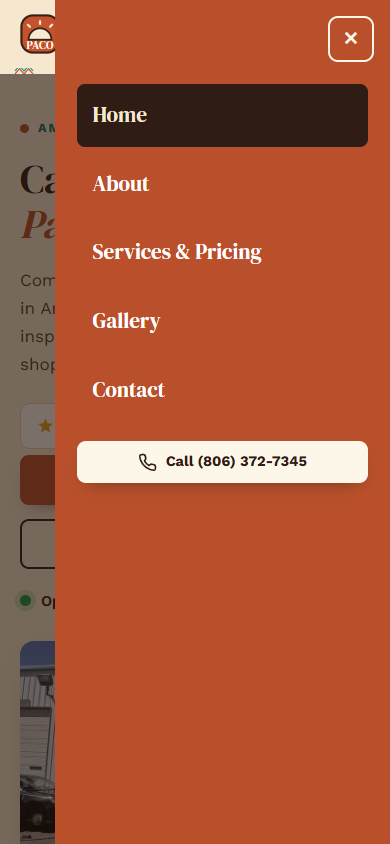 PACO
×
Home
About
Services & Pricing
Gallery
Contact
Call (806) 372-7345